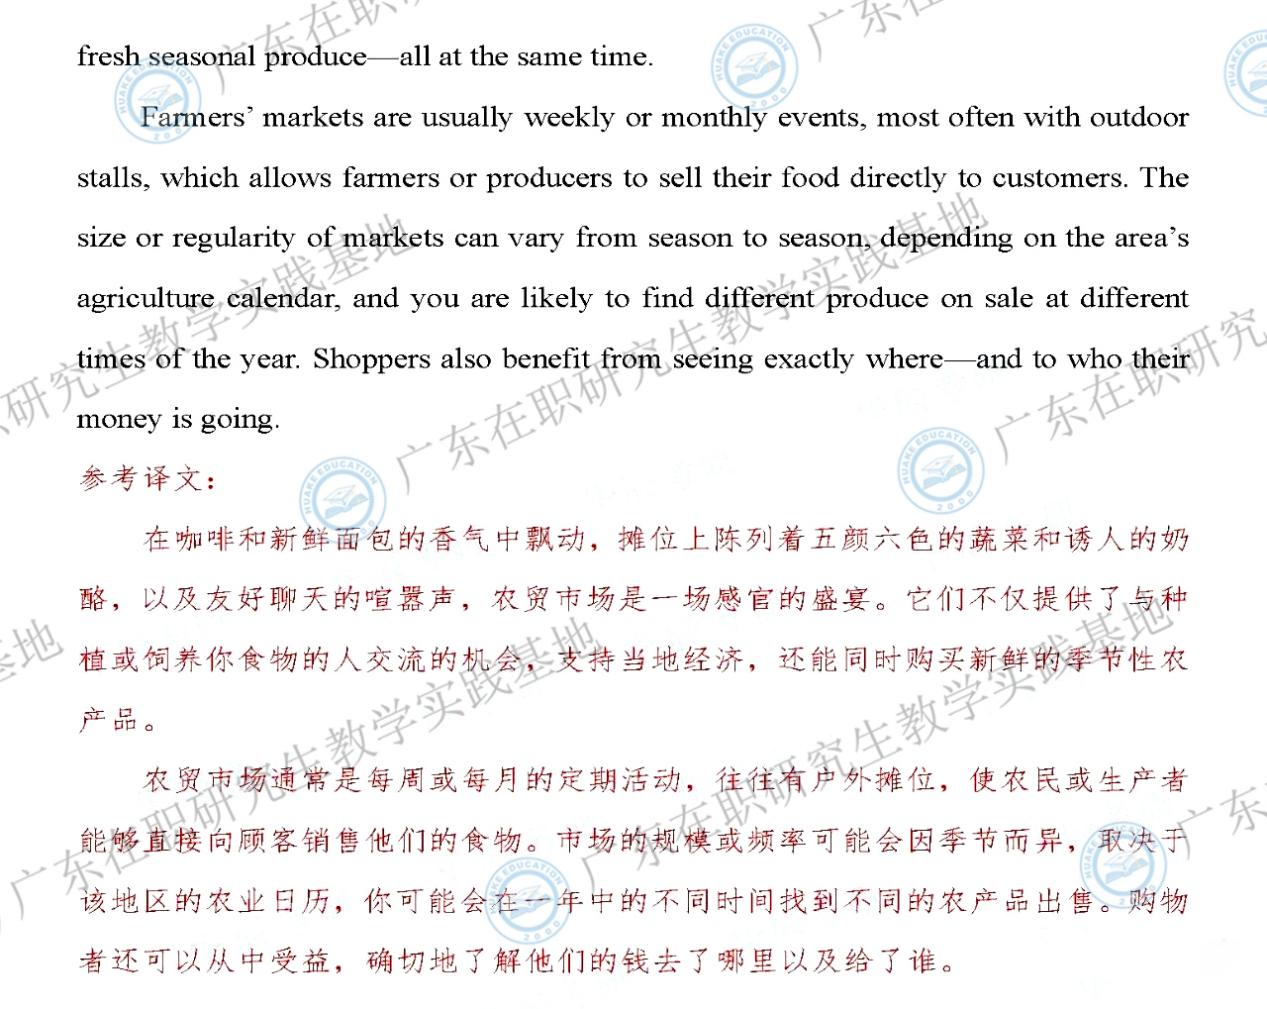 fresh seasonal produce—all at the same time.
Farmers’ markets are usually weekly or monthly events, most often with outdoor
stalls, which allows farmers or producers to sell their food directly to customers. The
size or regularity of markets can vary from season to season, depending on the area’s
agriculture calendar, and you are likely to find different produce on sale at different
times of the year. Shoppers also benefit from seeing exactly where—and to who their
money is going.
参考译文：
在咖啡和新鲜面包的香气中飘动，摊位上陈列着五颜六色的蔬菜和诱人的奶
酪，以及友好聊天的喧嚣声，农贸市场是一场感官的盛宴。它们不仅提供了与种
植或饲养你食物的人交流的机会，支持当地经济，还能同时购买新鲜的季节性农
产品。
农贸市场通常是每周或每月的定期活动，往往有户外摊位，使农民或生产者
能够直接向顾客销售他们的食物。市场的规模或频率可能会因季节而异，取决于
该地区的农业日历，你可能会在一年中的不同时间找到不同的农产品出售。购物
者还可以从中受益，确切地了解他们的钱去了哪里以及给了谁。
广东在职研究生教学实践基地
HUAKE EDUCATION
2000